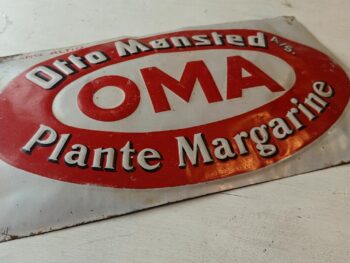 Otto Mønsted A/S.
OMA
Plante Margarine